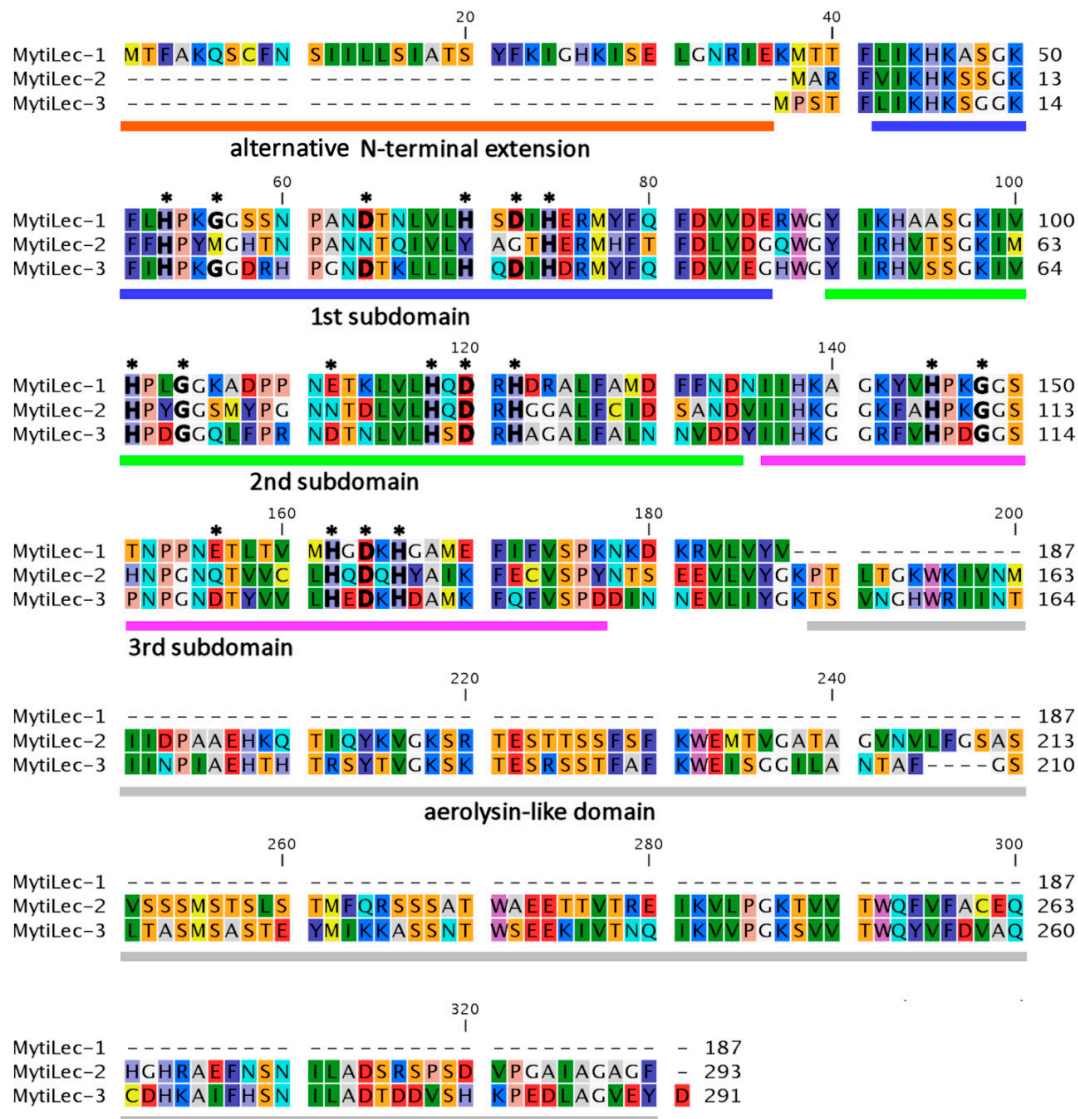 20 40
MytiLec-1 MTFAKQSCFN SIILLSIATS YFKIGHKISE LGNRIEKMTT FLIKHKASGK 50
MytiLec-2 ---------- ---------- ---------- -------MAR FVIKHKSSGK 13
MytiLec-3 ---------- ---------- ---------- ------MPST FLIKHKSGGK 14
alternative N-terminal extension
60 80 100
* * * * * *
MytiLec-1 FLHPKGGSSN PANDTNLVLH SDIHERMYFQ FDVVDERWGY IKHAASGKIV 100
MytiLec-2 FFHPYMGHTN PANNTQIVLY AGTHERMHFT FDLVDGQWGY IRHVTSGKIM 63
MytiLec-3 FIHPKGGDRH PGNDTKLLLH QDIHDRMYFQ FDVVEGHWGY IRHVSSGKIV 64
1st subdomain
120 140
* * * * * * * *
MytiLec-1 HPLGGKADPP NETKLVLHQD RHDRALFAMD FFNDNIIHKA GKYVHPKGGS 150
MytiLec-2 HPYGGSMYPG NNTDLVLHQD RHGGALFCID SANDVIIHKG GKFAHPKGGS 113
MytiLec-3 HPDGGQLFPR NDTNLVLHSD RHAGALFALN NVDDYIIHKG GRFVHPDGGS 114
2nd subdomain
160 180 200
* * * *
MytiLec-1 TNPPNETLTV MHGDKHGAME FIFVSPKNKD KRVLVYV--- ---------- 187
MytiLec-2 HNPGNQTVVC LHQDQHYAIK FECVSPYNTS EEVLVYGKPT LTGKWKIVNM 163
MytiLec-3 PNPGNDTYVV LHEDKHDAMK FQFVSPDDIN NEVLIYGKTS VNGHWRIINT 164
3rd subdomain
220 240
MytiLec-1 ---------- ---------- ---------- ---------- ---------- 187
MytiLec-2 IIDPAAEHKQ TIQYKVGKSR TESTTSSFSF KWEMTVGATA GVNVLFGSAS 213
MytiLec-3 IINPIAEHTH TRSYTVGKSK TESRSSTFAF KWEISGGILA NTAF----GS 210
aerolysin-like domain
260 280 300
MytiLec-1 ---------- ---------- ---------- ---------- ---------- 187
MytiLec-2 VSSSMSTSLS TMFQRSSSAT WAEETTVTRE IKVLPGKTVV TWQFVFACEQ 263
MytiLec-3 LTASMSASTE YMIKKASSNT WSEEKIVTNQ IKVVPGKSVV TWQYVFDVAQ 260
320
MytiLec-1 ---------- ---------- ---------- - 187
MytiLec-2 HGHRAEFNSN ILADSRSPSD VPGAIAGAGF - 293
MytiLec-3 CDHKAIFHSN ILADTDDVSH KPEDLAGVEY D 291